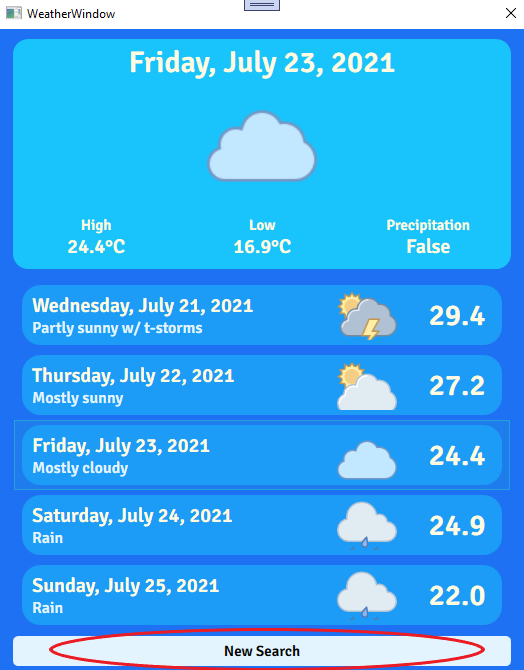 WeatherWindow
Friday, July 23, 2021
High Low Precipitation
24.4°C 16.9°C False
Wednesday, July 21, 2021
Partly sunny w/ t-storms
29.4
Thursday, July 22, 2021
Mostly sunny
27.2
Friday, July 23, 2021
Mostly cloudy
24.4
Saturday, July 24, 2021
Rain
24.9
Sunday, July 25, 2021
Rain
22.0
New Search